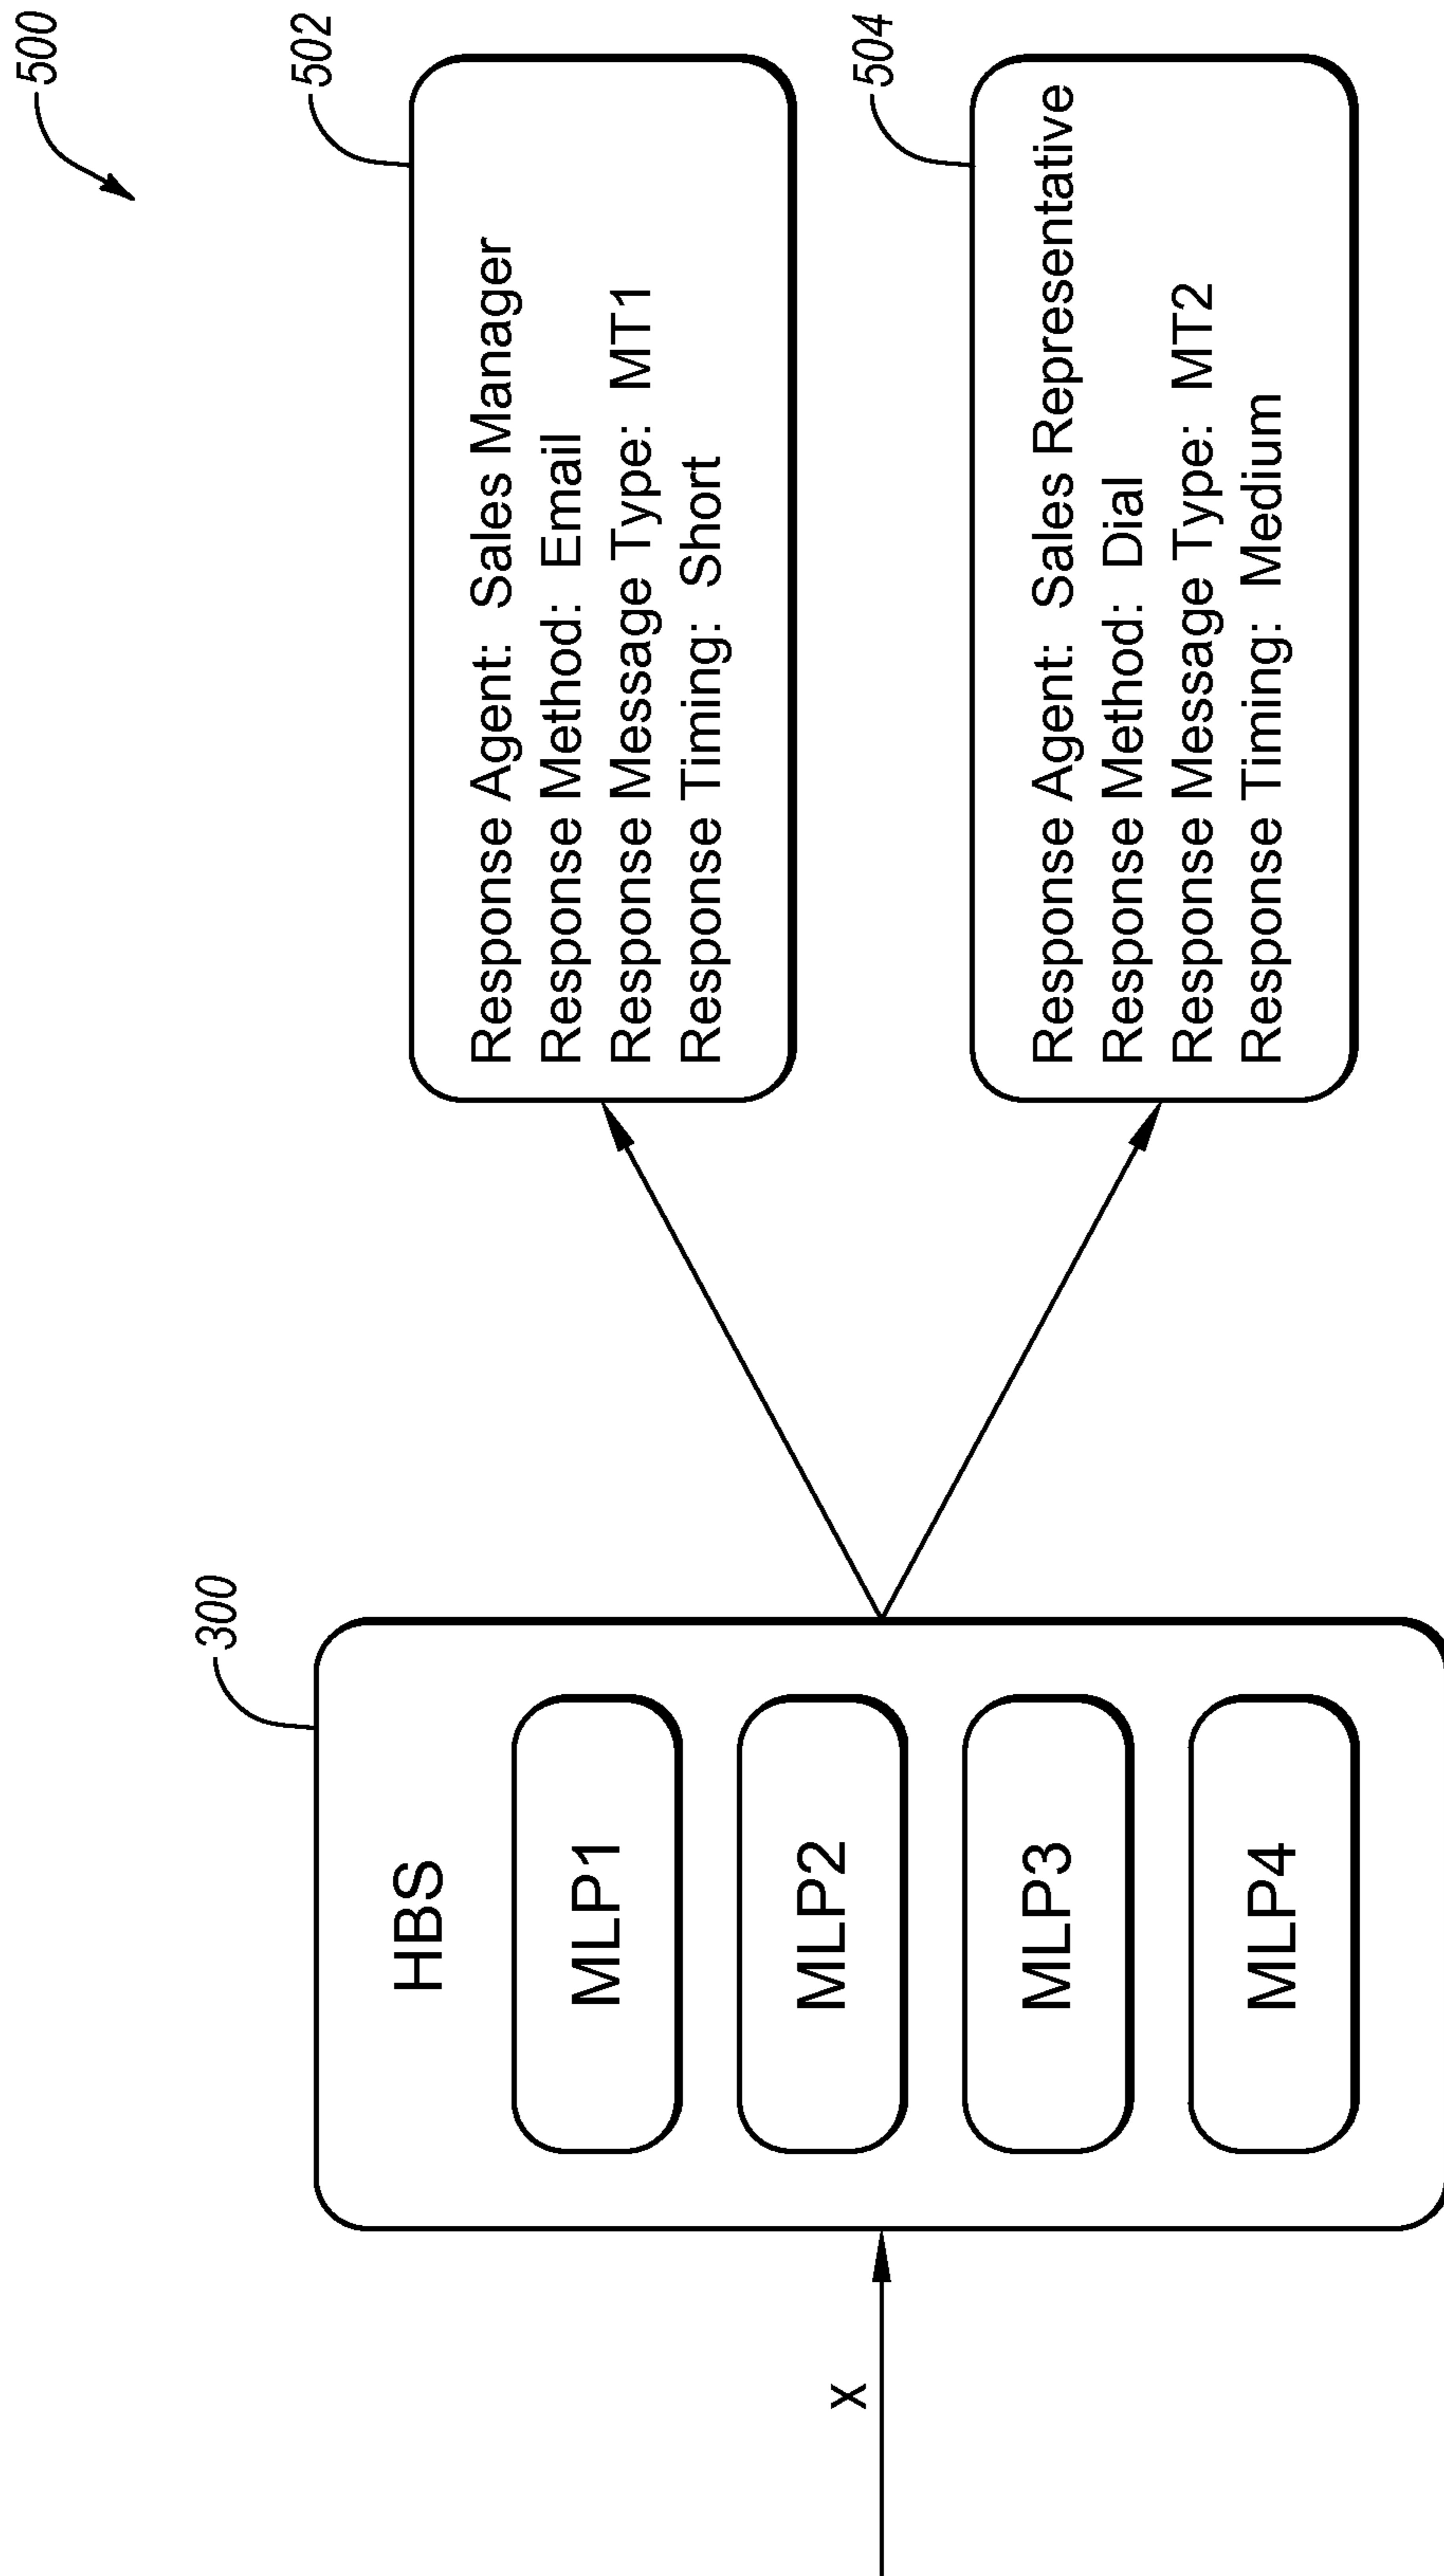 500
300
HBS
MLP1
MLP2
MLP3
MLP4
X
502
Response Agent: Sales Manager
Response Method: Email
Response Message Type: MT1
Response Timing: Short
504
Response Agent: Sales Representative
Response Method: Dial
Response Message Type: MT2
Response Timing: Medium